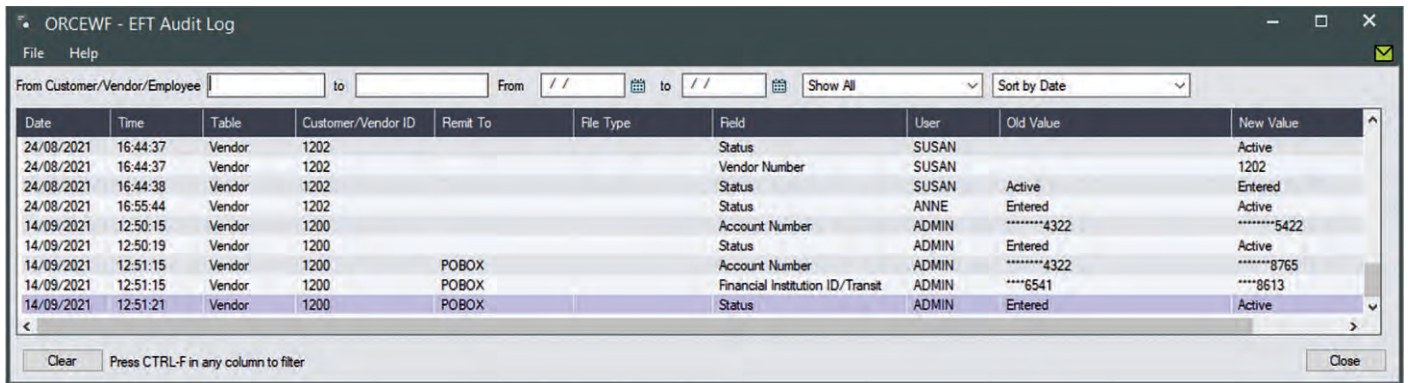 ORCEWF - EFT Audit Log
File Help
From Customer/Vendor/Employee to From / / to / / Show All Sort by Date
Date Time Table Customer/Vendor ID Remit To File Type Field User Old Value New Value
24/08/2021 16:44:37 Vendor 1202 Status SUSAN Active
24/08/2021 16:44:37 Vendor 1202 Vendor Number SUSAN 1202
24/08/2021 16:44:38 Vendor 1202 Status SUSAN Active Entered
24/08/2021 16:55:44 Vendor 1202 Status ANNE Entered Active
14/09/2021 12:50:15 Vendor 1200 Account Number ADMIN ********4322 ********5422
14/09/2021 12:50:19 Vendor 1200 Status ADMIN Entered Active
14/09/2021 12:51:15 Vendor 1200 POBOX Account Number ADMIN ********4322 *******8765
14/09/2021 12:51:15 Vendor 1200 POBOX Financial Institution ID/Transit ADMIN ****6541 ****8613
14/09/2021 12:51:21 Vendor 1200 POBOX Status ADMIN Entered Active
Clear Press CTRL-F in any column to filter Close